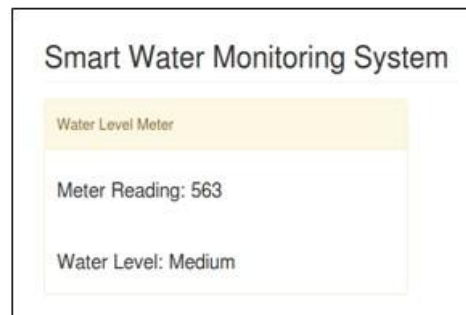 Smart Water Monitoring System
Water Level Meter
Meter Reading: 563
Water Level: Medium